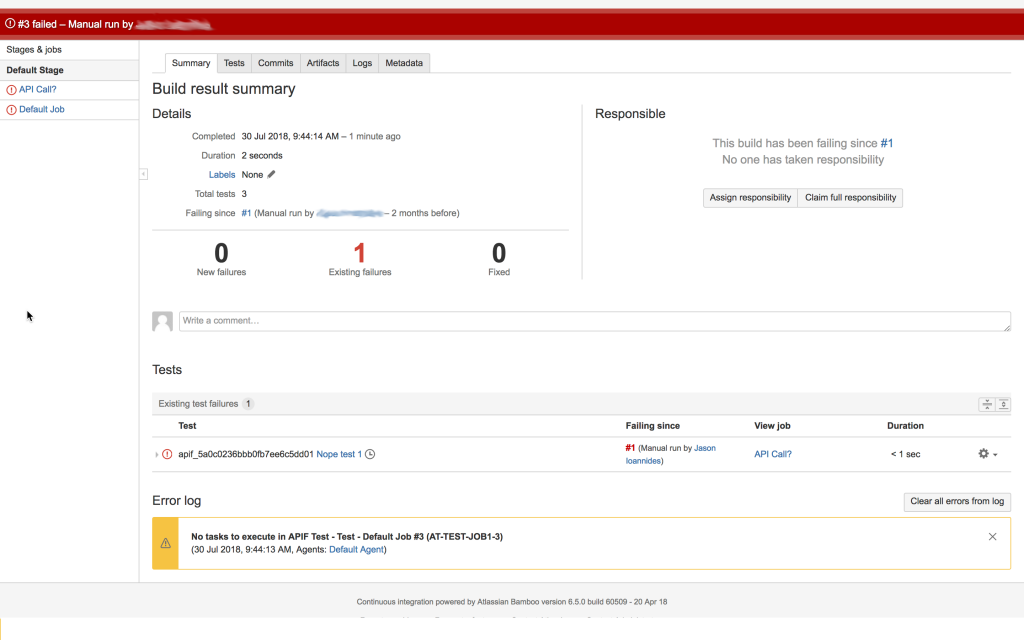 #3 failed – Manual run by
Stages & jobs
Default Stage
API Call?
Default Job
Summary Tests Commits Artifacts Logs Metadata
Build result summary
Details
Completed 30 Jul 2018, 9:44:14 AM – 1 minute ago
Duration 2 seconds
Labels None
Total tests 3
Failing since #1 (Manual run by – 2 months before)
0 1 0
New failures Existing failures Fixed
Responsible
This build has been failing since #1
No one has taken responsibility
Assign responsibility Claim full responsibility
Write a comment…
Tests
Existing test failures 1
Test Failing since View job Duration
apif_5a0c0236bbb0fb7ee6c5dd01 Nope test 1 #1 (Manual run by Jason API Call? < 1 sec
Ioannides)
Error log Clear all errors from log
No tasks to execute in APIF Test - Test - Default Job #3 (AT-TEST-JOB1-3)
(30 Jul 2018, 9:44:13 AM, Agents: Default Agent)
Continuous integration powered by Atlassian Bamboo version 6.5.0 build 60509 - 20 Apr 18